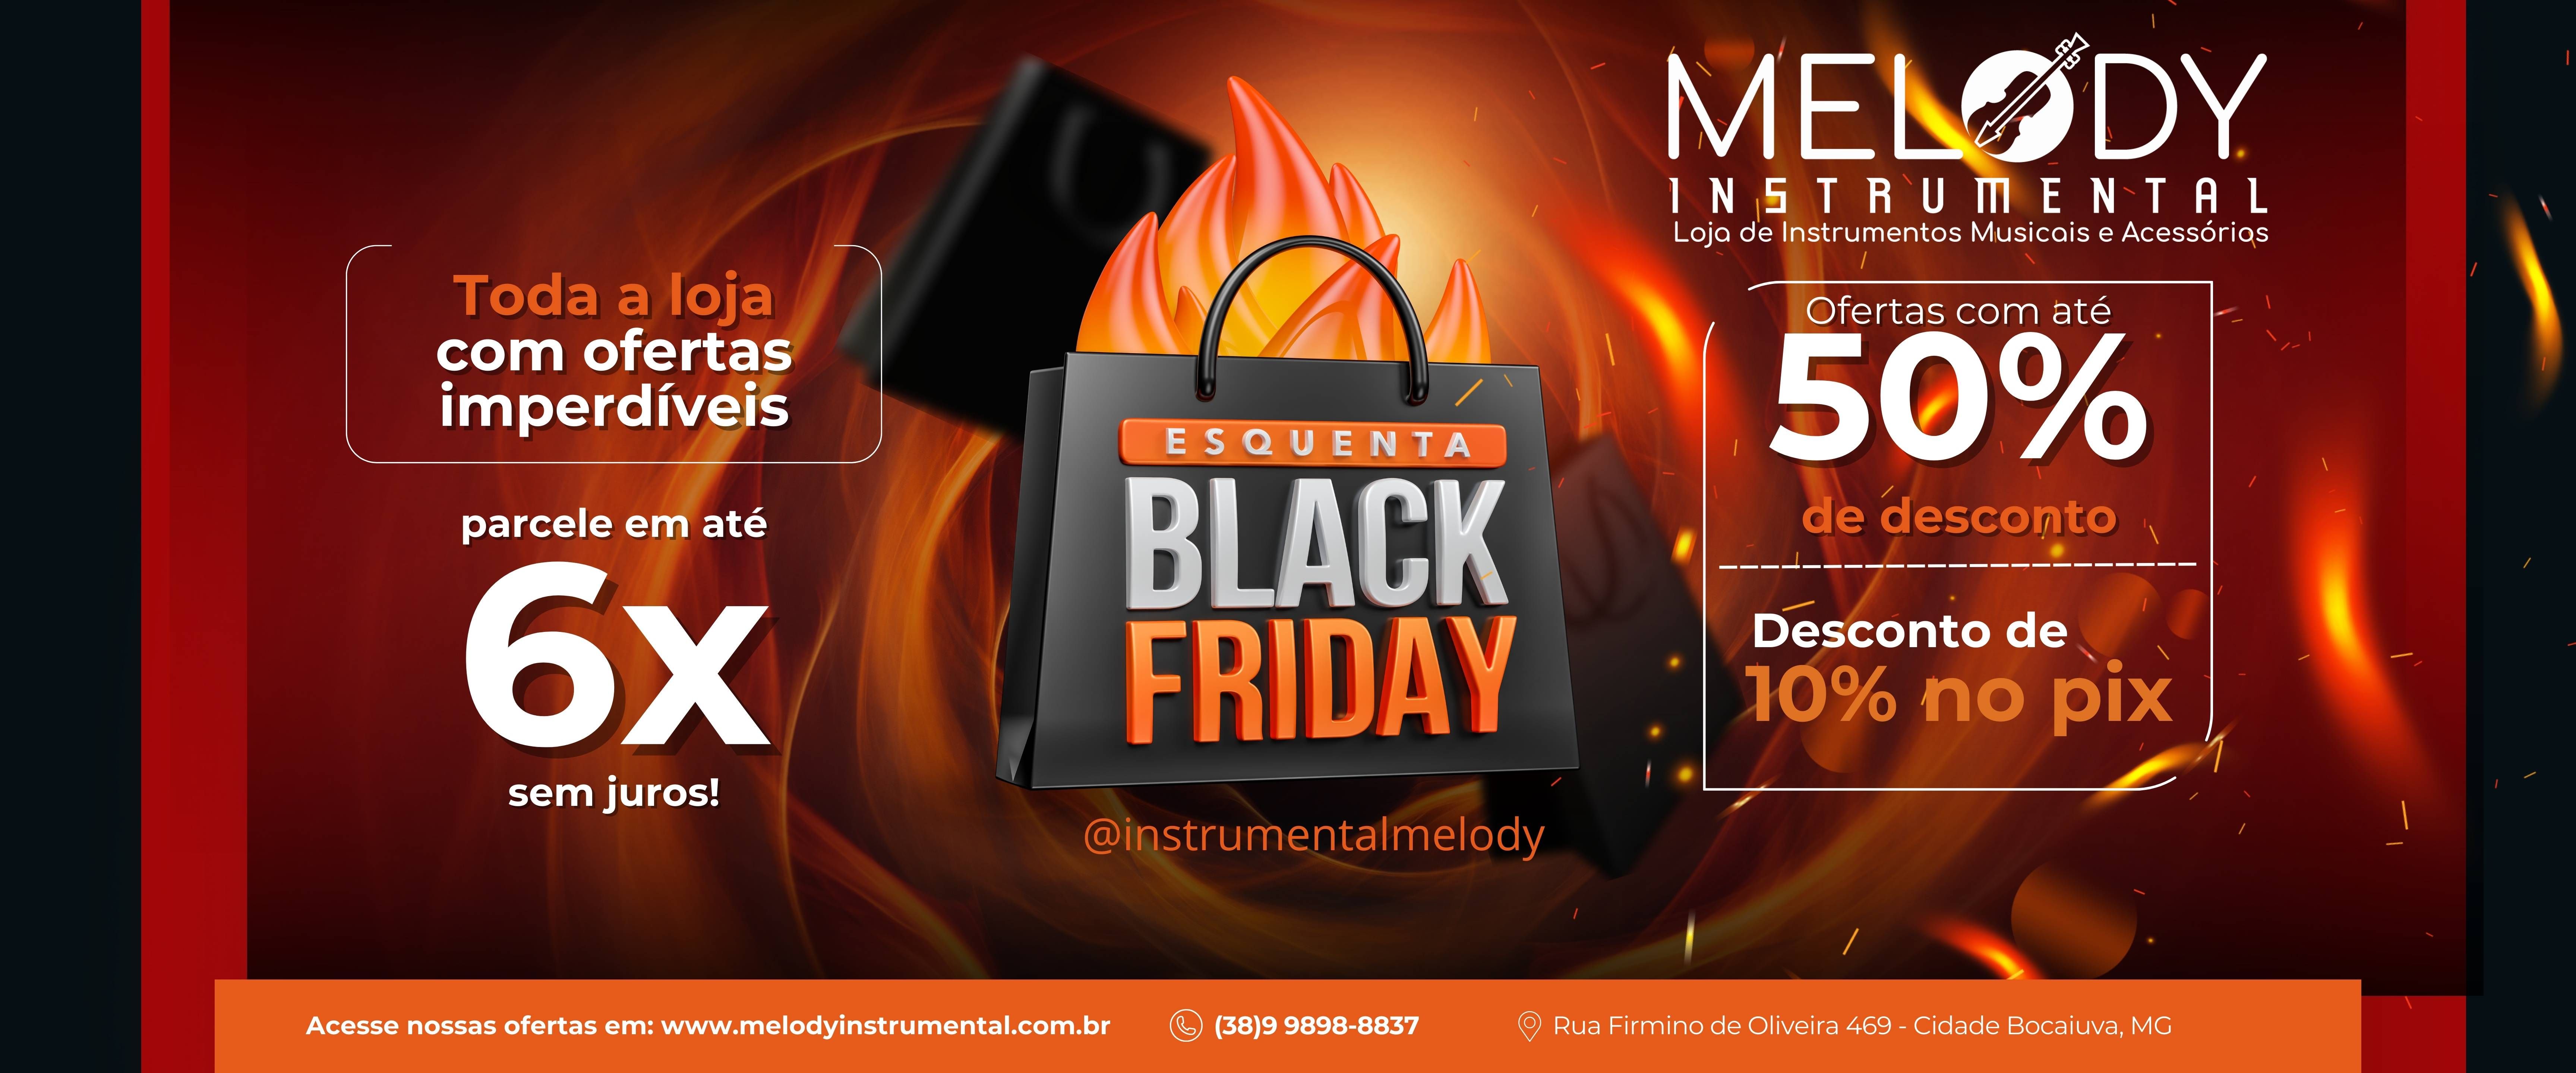 MELODY
INSTRUMENTAL
Loja de Instrumentos Musicais e Acessórios
Toda a loja
com ofertas
imperdíveis
parcele em até
6x
sem juros!
ESQUENTA
BLACK
FRIDAY
@instrumentalmelody
Ofertas com até
50%
de desconto
Desconto de
10% no pix
Acesse nossas ofertas em: www.melodyinstrumental.com.br
(38)9 9898-8837
Rua Firmino de Oliveira 469 - Cidade Bocaiuva, MG